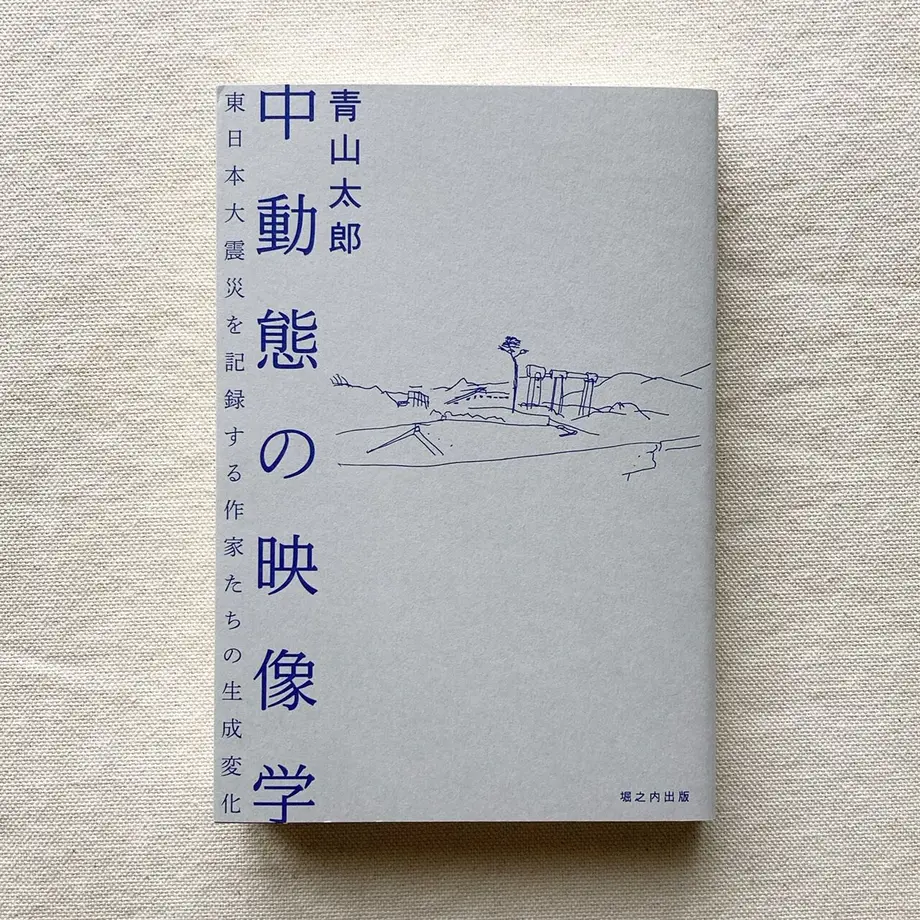 青山太郎
中動態の映像学
東日本大震災を記録する作家たちの生成変化
堀之内出版